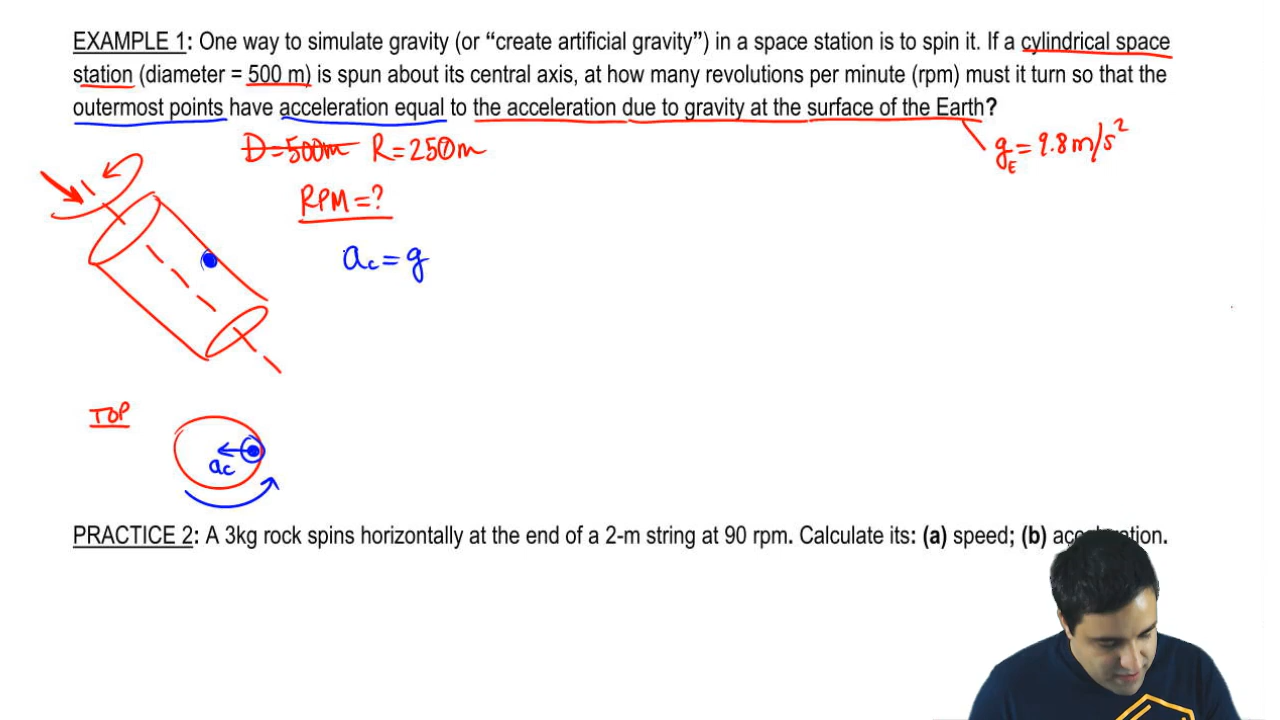 EXAMPLE 1: One way to simulate gravity (or “create artificial gravity”) in a space station is to spin it. If a cylindrical space
station (diameter = 500 m) is spun about its central axis, at how many revolutions per minute (rpm) must it turn so that the
outermost points have acceleration equal to the acceleration due to gravity at the surface of the Earth?
D=500m R=250m
gE = 9.8m/s²
RPM=?
ac=g
TOP
ac
PRACTICE 2: A 3kg rock spins horizontally at the end of a 2-m string at 90 rpm. Calculate its: (a) speed; (b) acceleration.